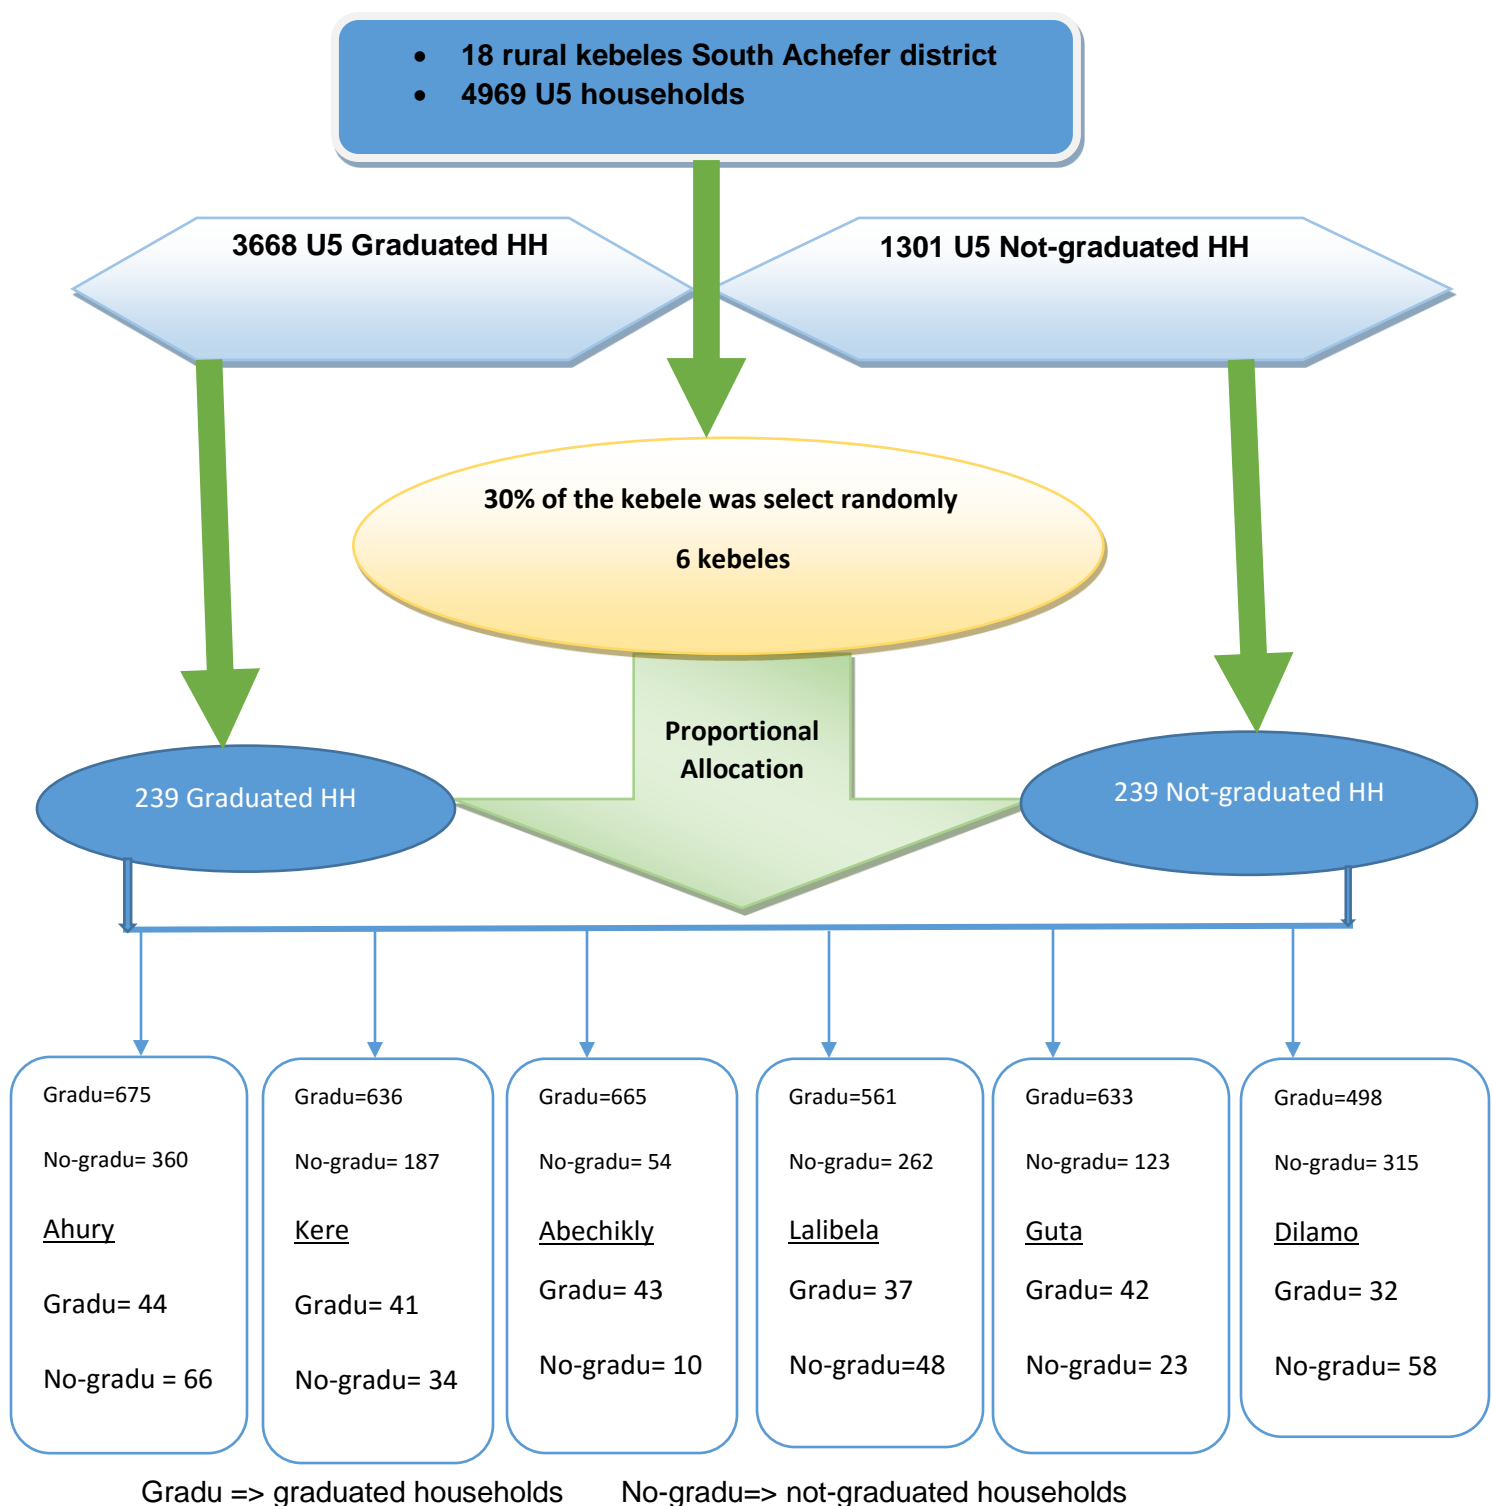 • 18 rural kebeles South Achefer district
• 4969 U5 households
3668 U5 Graduated HH
1301 U5 Not-graduated HH
30% of the kebele was select randomly
6 kebeles
Proportional
Allocation
239 Graduated HH
239 Not-graduated HH
Gradu=675
No-gradu= 360
Ahury
Gradu= 44
No-gradu = 66
Gradu=636
No-gradu= 187
Kere
Gradu= 41
No-gradu= 34
Gradu=665
No-gradu= 54
Abechikly
Gradu= 43
No-gradu= 10
Gradu=561
No-gradu= 262
Lalibela
Gradu= 37
No-gradu=48
Gradu=633
No-gradu= 123
Guta
Gradu= 42
No-gradu= 23
Gradu=498
No-gradu= 315
Dilamo
Gradu= 32
No-gradu= 58
Gradu => graduated households No-gradu=> not-graduated households